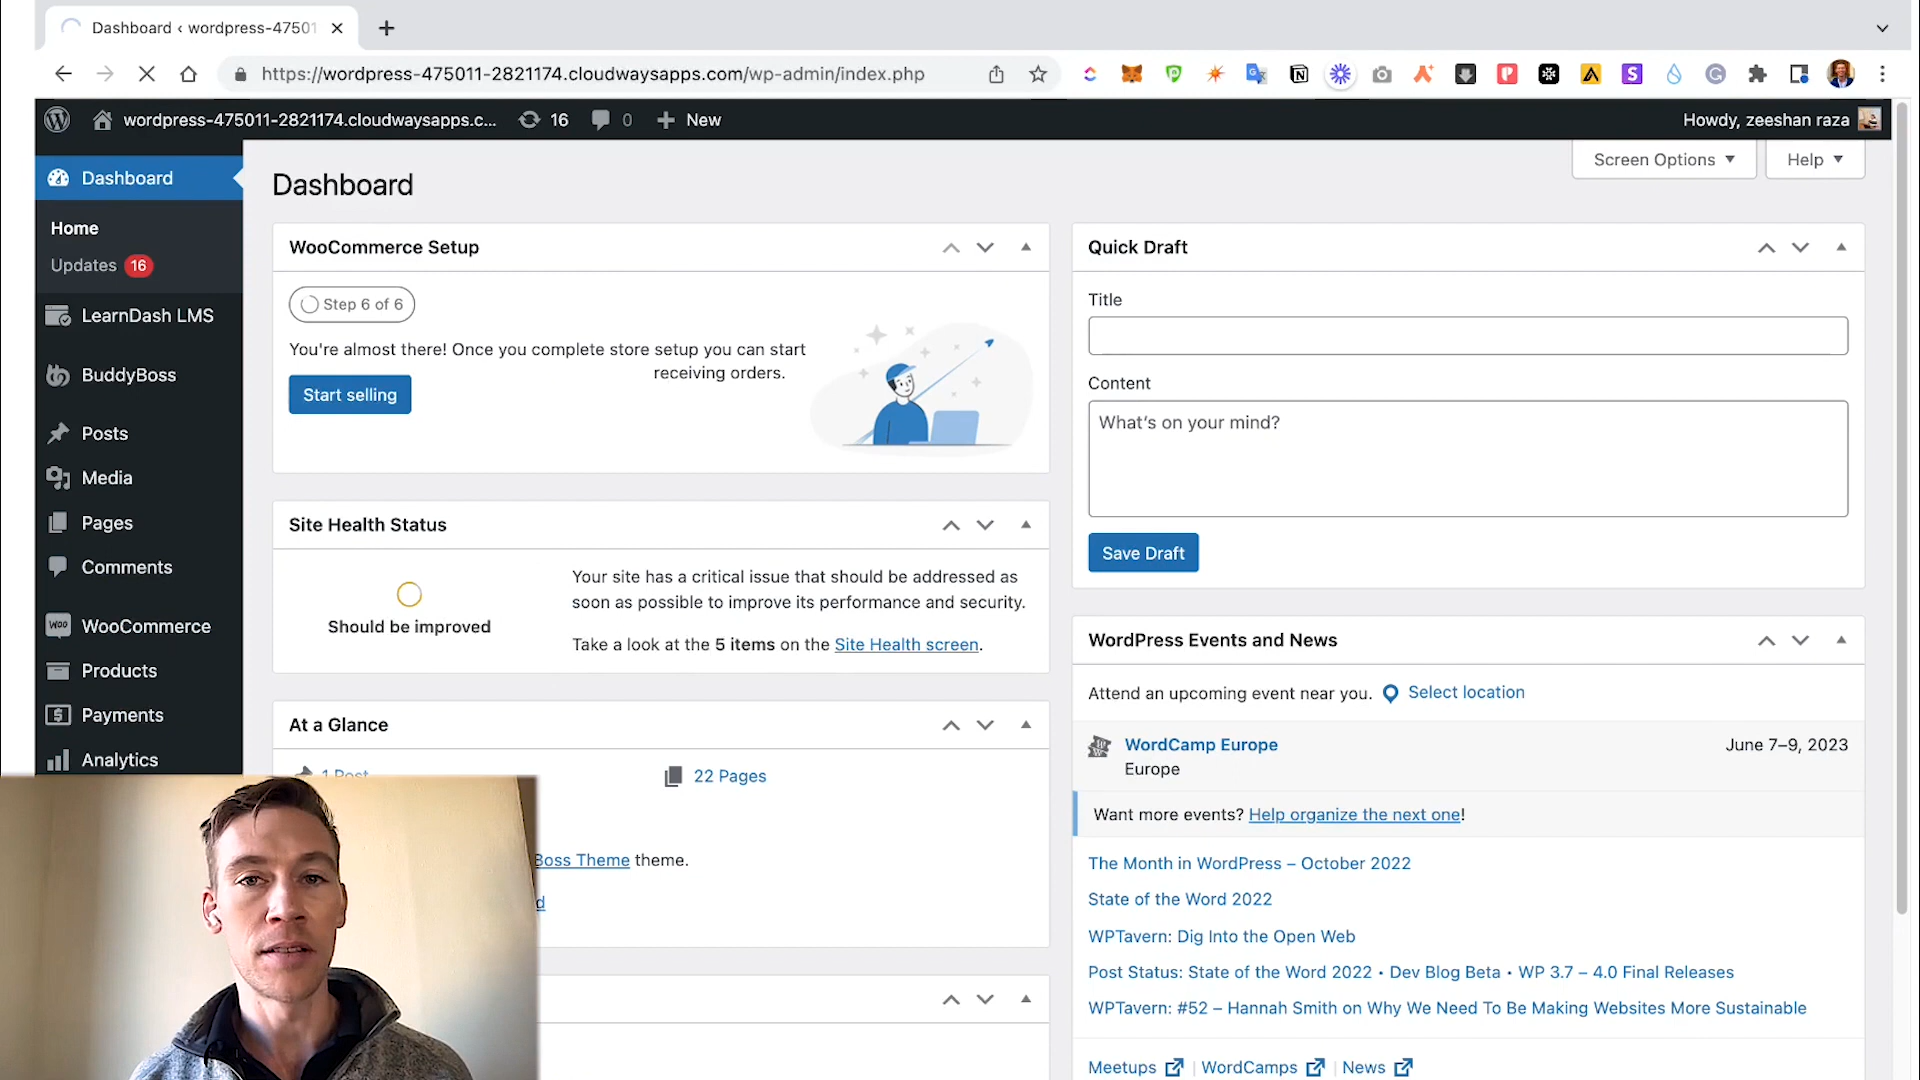 Dashboard ‹ wordpress-47501
https://wordpress-475011-2821174.cloudwaysapps.com/wp-admin/index.php
wordpress-475011-2821174.cloudwaysapps.c...
16
0
New
Howdy, zeeshan raza
Dashboard
Home
Updates 16
LearnDash LMS
BuddyBoss
Posts
Media
Pages
Comments
WooCommerce
Products
Payments
Analytics
Screen Options
Help
Dashboard
WooCommerce Setup
Step 6 of 6
You're almost there! Once you complete store setup you can start
receiving orders.
Start selling
Site Health Status
Should be improved
Your site has a critical issue that should be addressed as
soon as possible to improve its performance and security.
Take a look at the 5 items on the Site Health screen.
At a Glance
1 Post
22 Pages
Boss Theme theme.
d
Quick Draft
Title
Content
What's on your mind?
Save Draft
WordPress Events and News
Attend an upcoming event near you. Select location
WordCamp Europe
June 7–9, 2023
Europe
Want more events? Help organize the next one!
The Month in WordPress – October 2022
State of the Word 2022
WPTavern: Dig Into the Open Web
Post Status: State of the Word 2022 • Dev Blog Beta • WP 3.7 – 4.0 Final Releases
WPTavern: #52 – Hannah Smith on Why We Need To Be Making Websites More Sustainable
Meetups | WordCamps | News